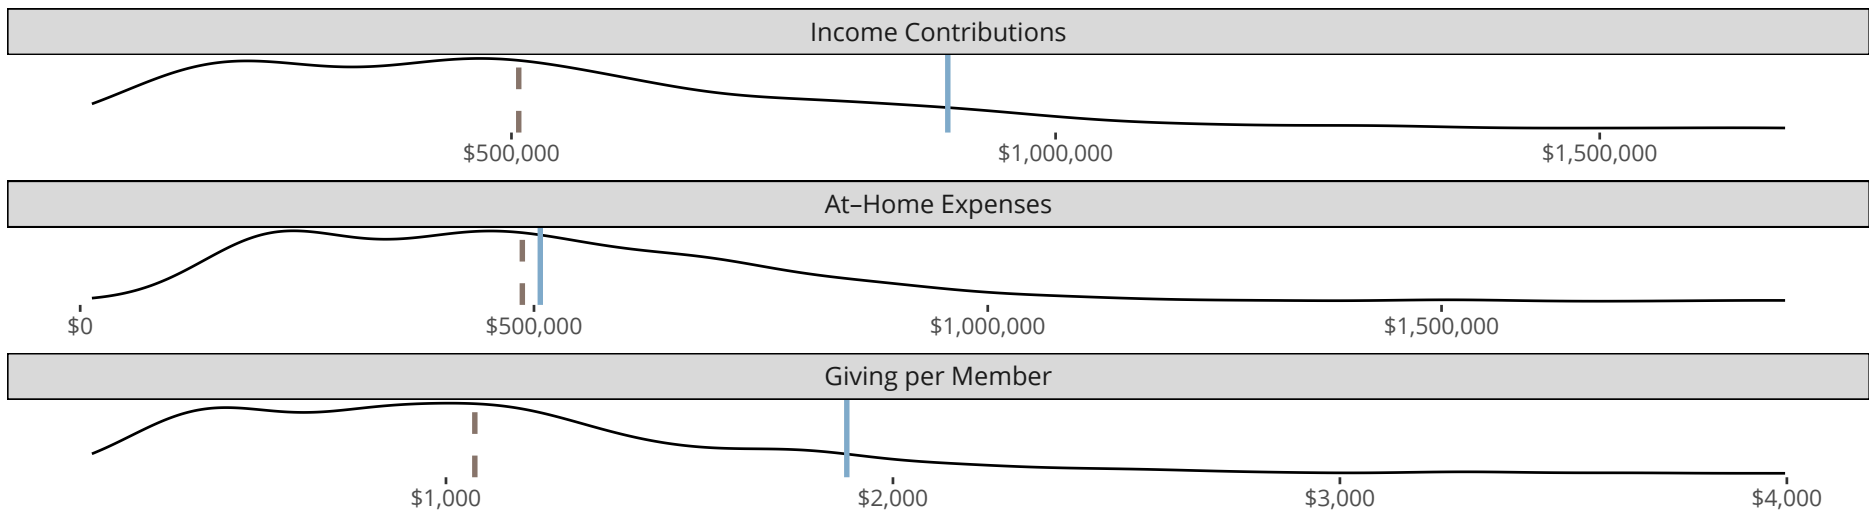 Income Contributions
$500,000 $1,000,000 $1,500,000
At–Home Expenses
$0 $500,000 $1,000,000 $1,500,000
Giving per Member
$1,000 $2,000 $3,000 $4,000